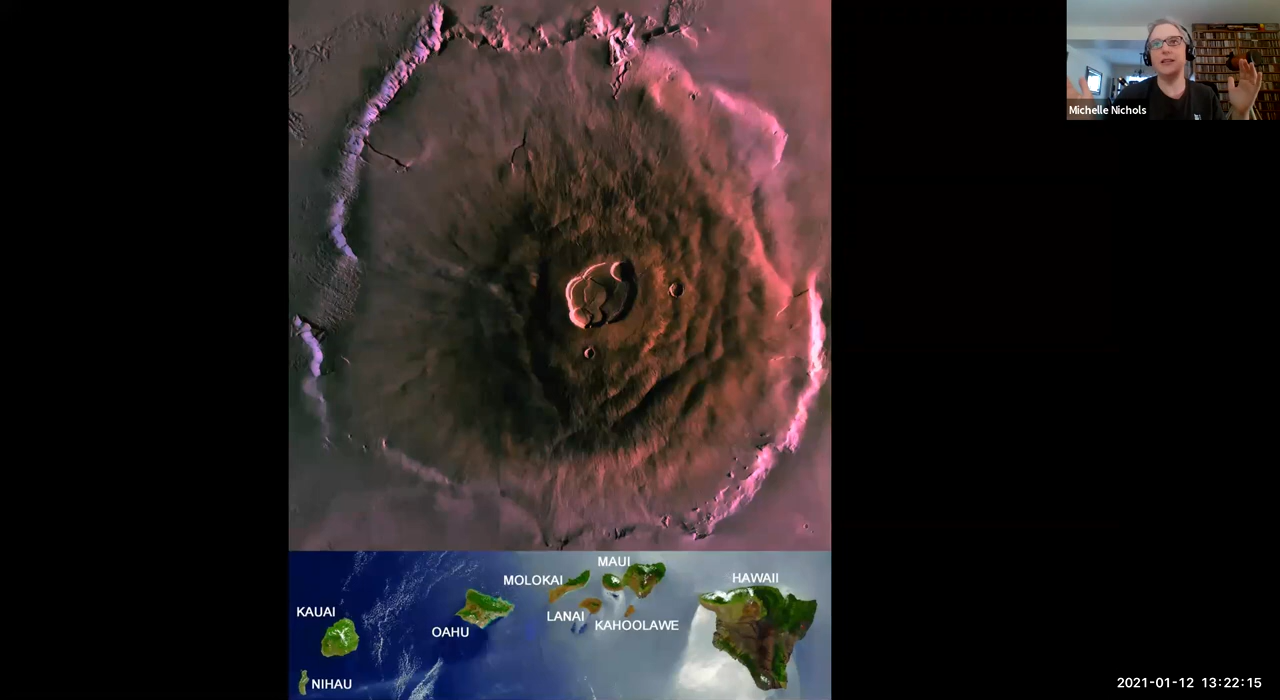 Michelle Nichols
MAUI
MOLOKAI
HAWAII
KAUAI
LANAI
KAHOOLAWE
OAHU
NIHAU
2021-01-12 13:22:15